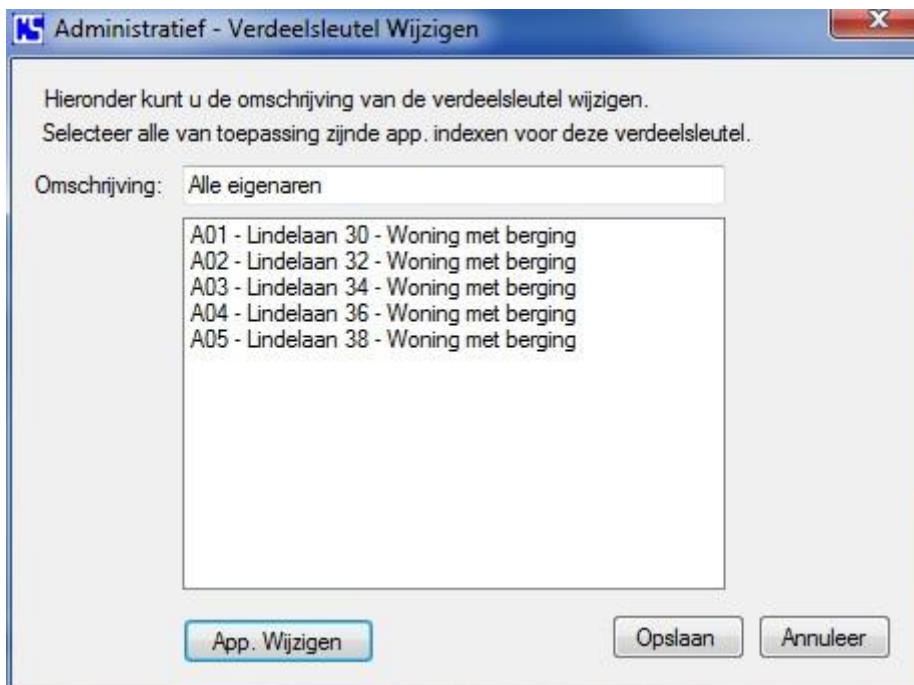 Administratief - Verdeelsleutel Wijzigen
Hieronder kunt u de omschrijving van de verdeelsleutel wijzigen.
Selecteer alle van toepassing zijnde app. indexen voor deze verdeelsleutel.
Omschrijving: Alle eigenaren
A01 - Lindelaan 30 - Woning met berging
A02 - Lindelaan 32 - Woning met berging
A03 - Lindelaan 34 - Woning met berging
A04 - Lindelaan 36 - Woning met berging
A05 - Lindelaan 38 - Woning met berging
App. Wijzigen Opslaan Annuleer